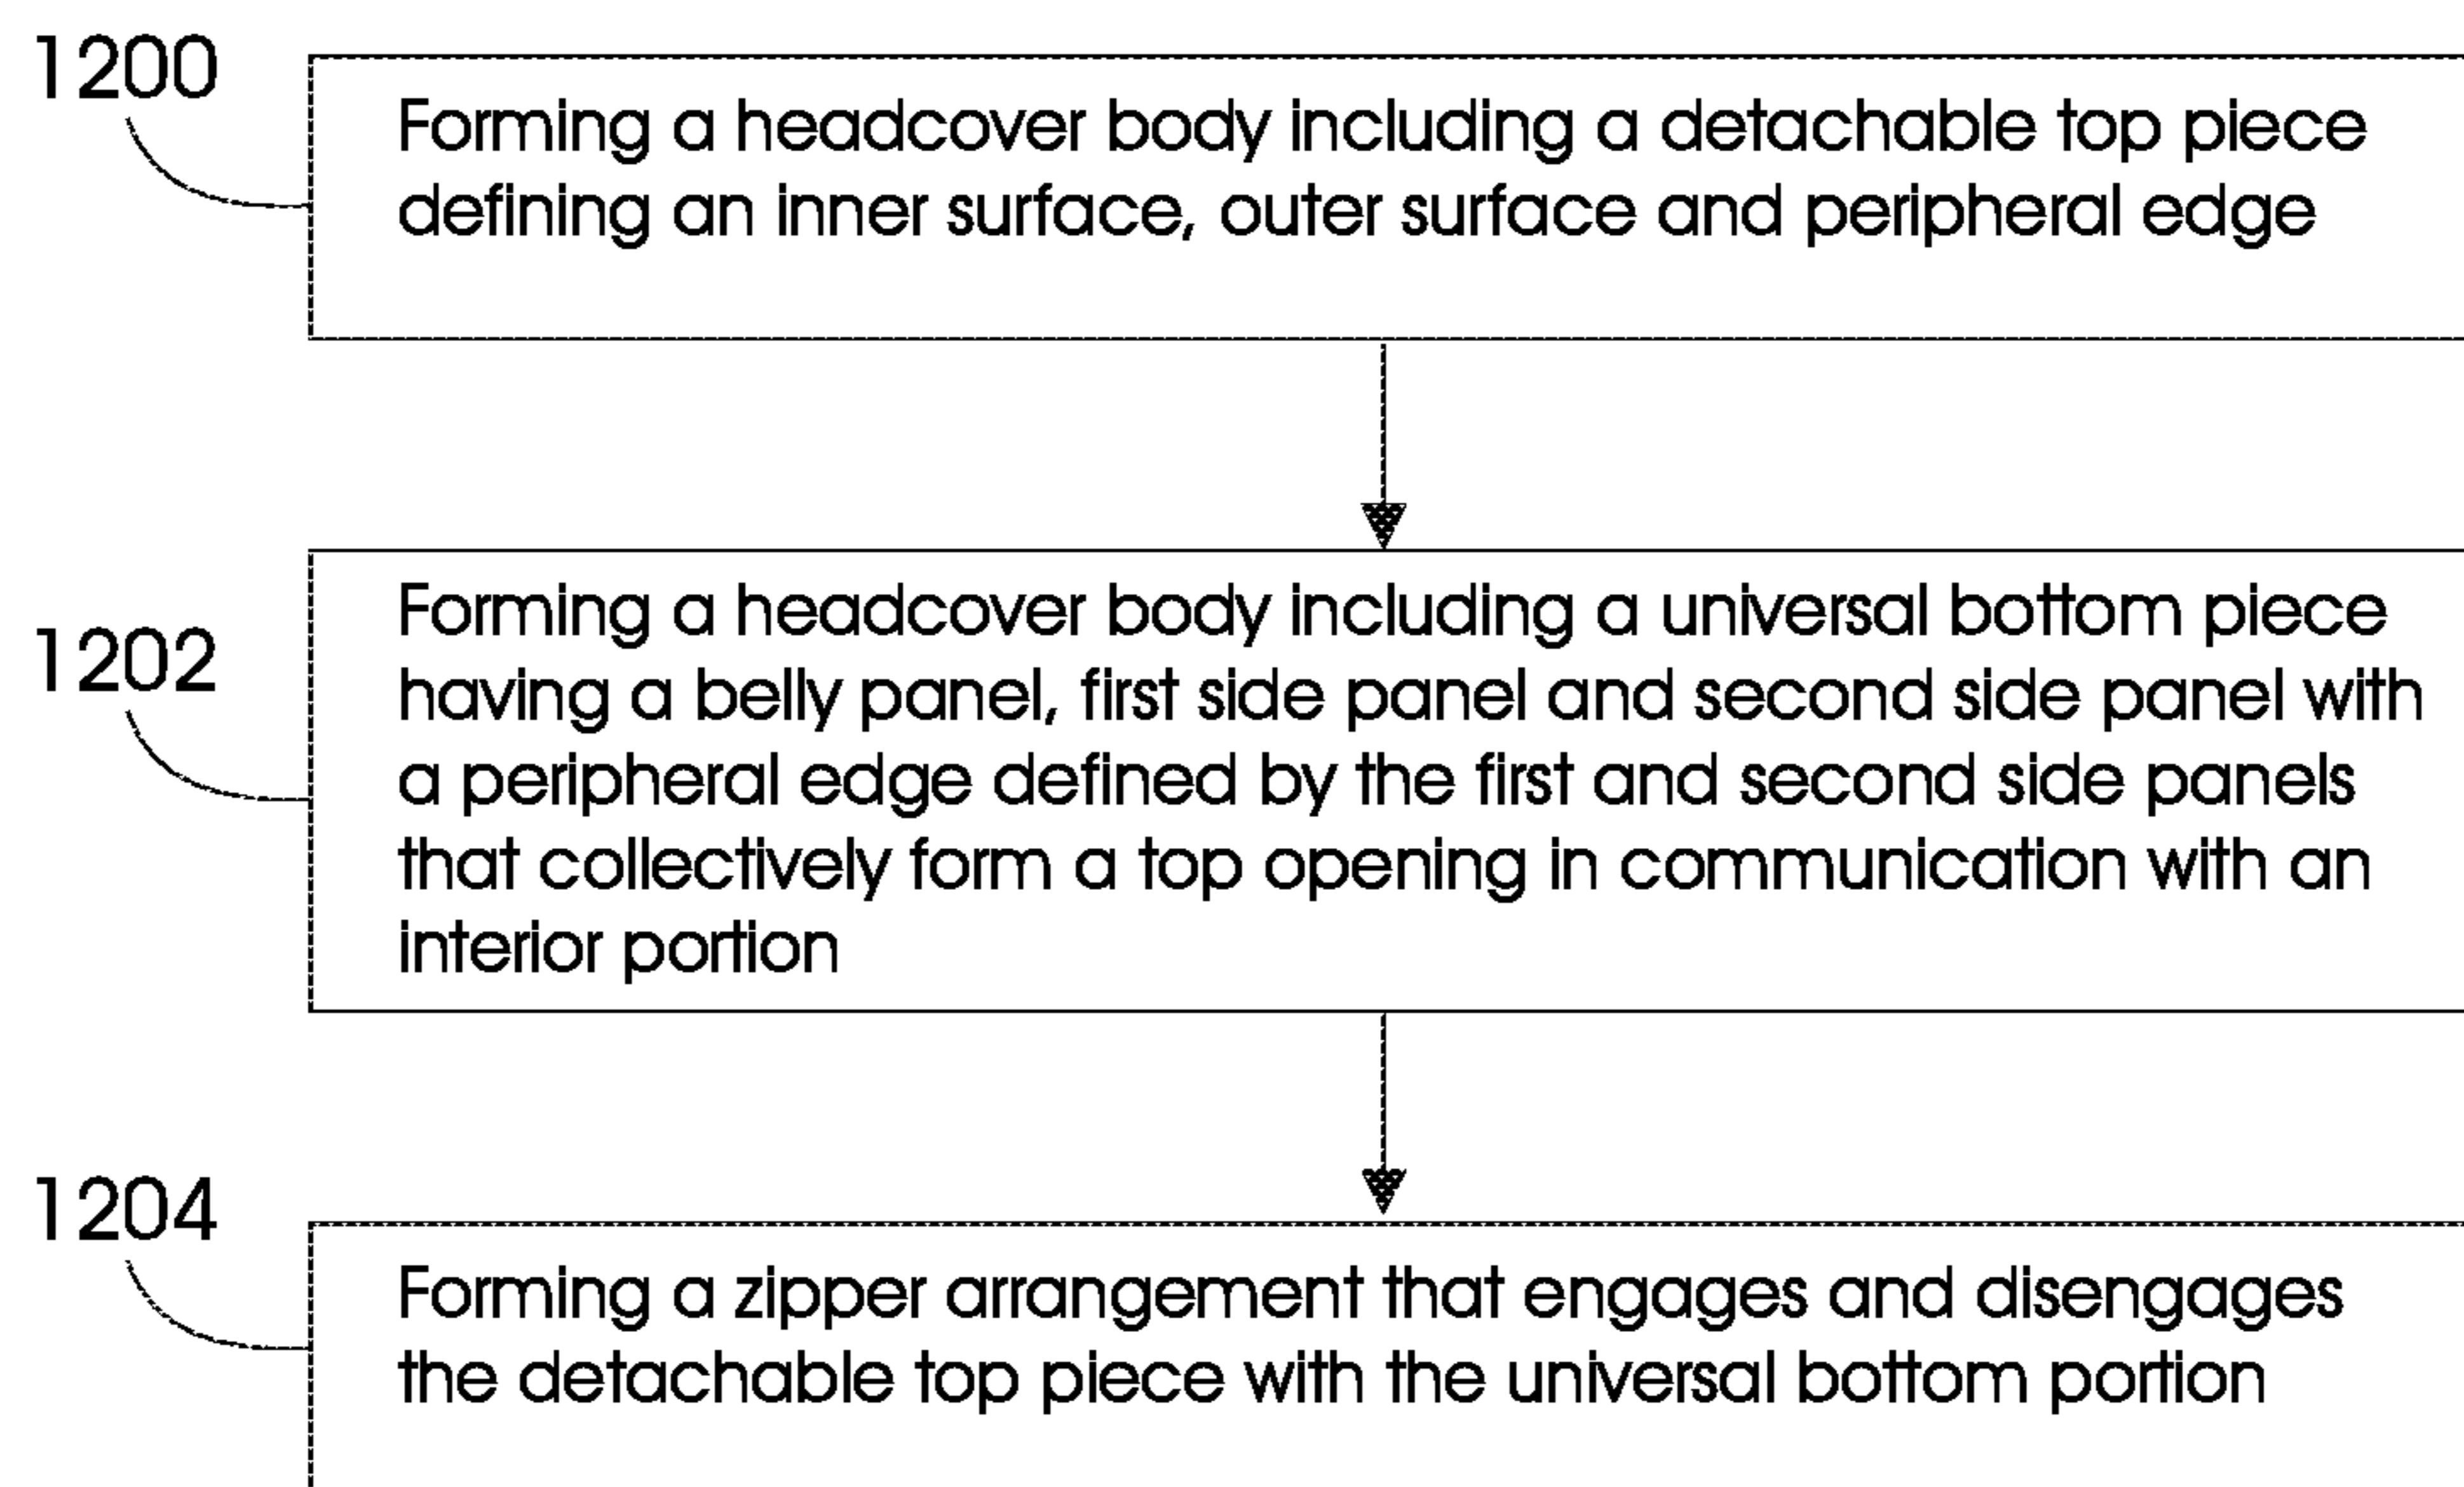 1200
Forming a headcover body including a detachable top piece
defining an inner surface, outer surface and peripheral edge
1202
Forming a headcover body including a universal bottom piece
having a belly panel, first side panel and second side panel with
a peripheral edge defined by the first and second side panels
that collectively form a top opening in communication with an
interior portion
1204
Forming a zipper arrangement that engages and disengages
the detachable top piece with the universal bottom portion